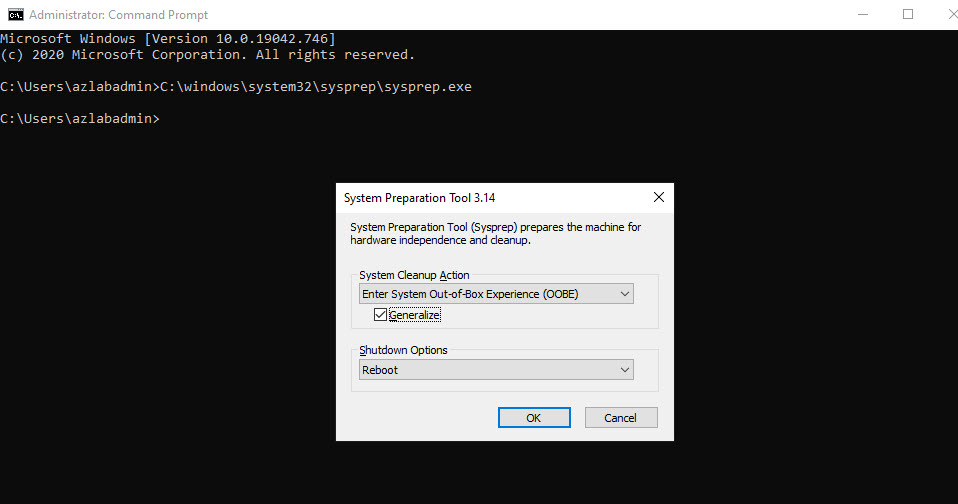 Administrator: Command Prompt
Microsoft Windows [Version 10.0.19042.746]
(c) 2020 Microsoft Corporation. All rights reserved.
C:\Users\azlabadmin>C:\windows\system32\sysprep\sysprep.exe
C:\Users\azlabadmin>
System Preparation Tool 3.14
System Preparation Tool (Sysprep) prepares the machine for
hardware independence and cleanup.
System Cleanup Action
Enter System Out-of-Box Experience (OOBE)
Generalize
Shutdown Options
Reboot
OK
Cancel